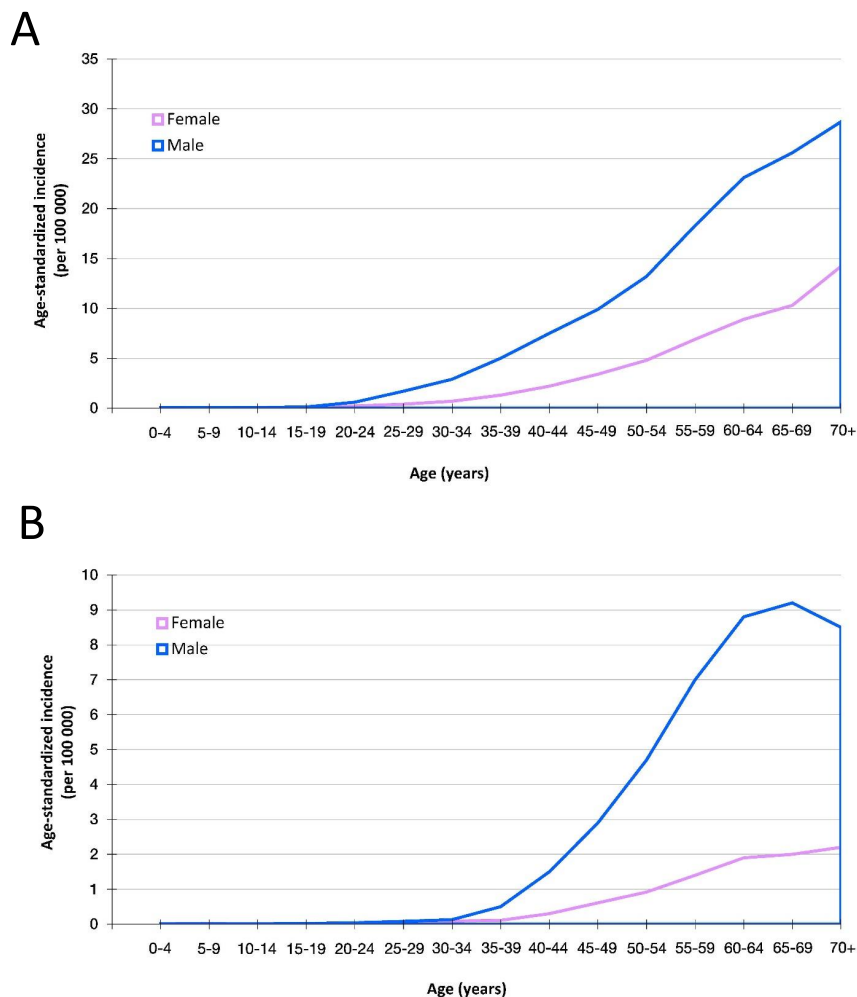 A
35
30
25
20
15
10
5
0
Age-standardized incidence
(per 100 000)
Female
Male
0-4 5-9 10-14 15-19 20-24 25-29 30-34 35-39 40-44 45-49 50-54 55-59 60-64 65-69 70+
Age (years)
B
10
9
8
7
6
5
4
3
2
1
0
Age-standardized incidence
(per 100 000)
Female
Male
0-4 5-9 10-14 15-19 20-24 25-29 30-34 35-39 40-44 45-49 50-54 55-59 60-64 65-69 70+
Age (years)